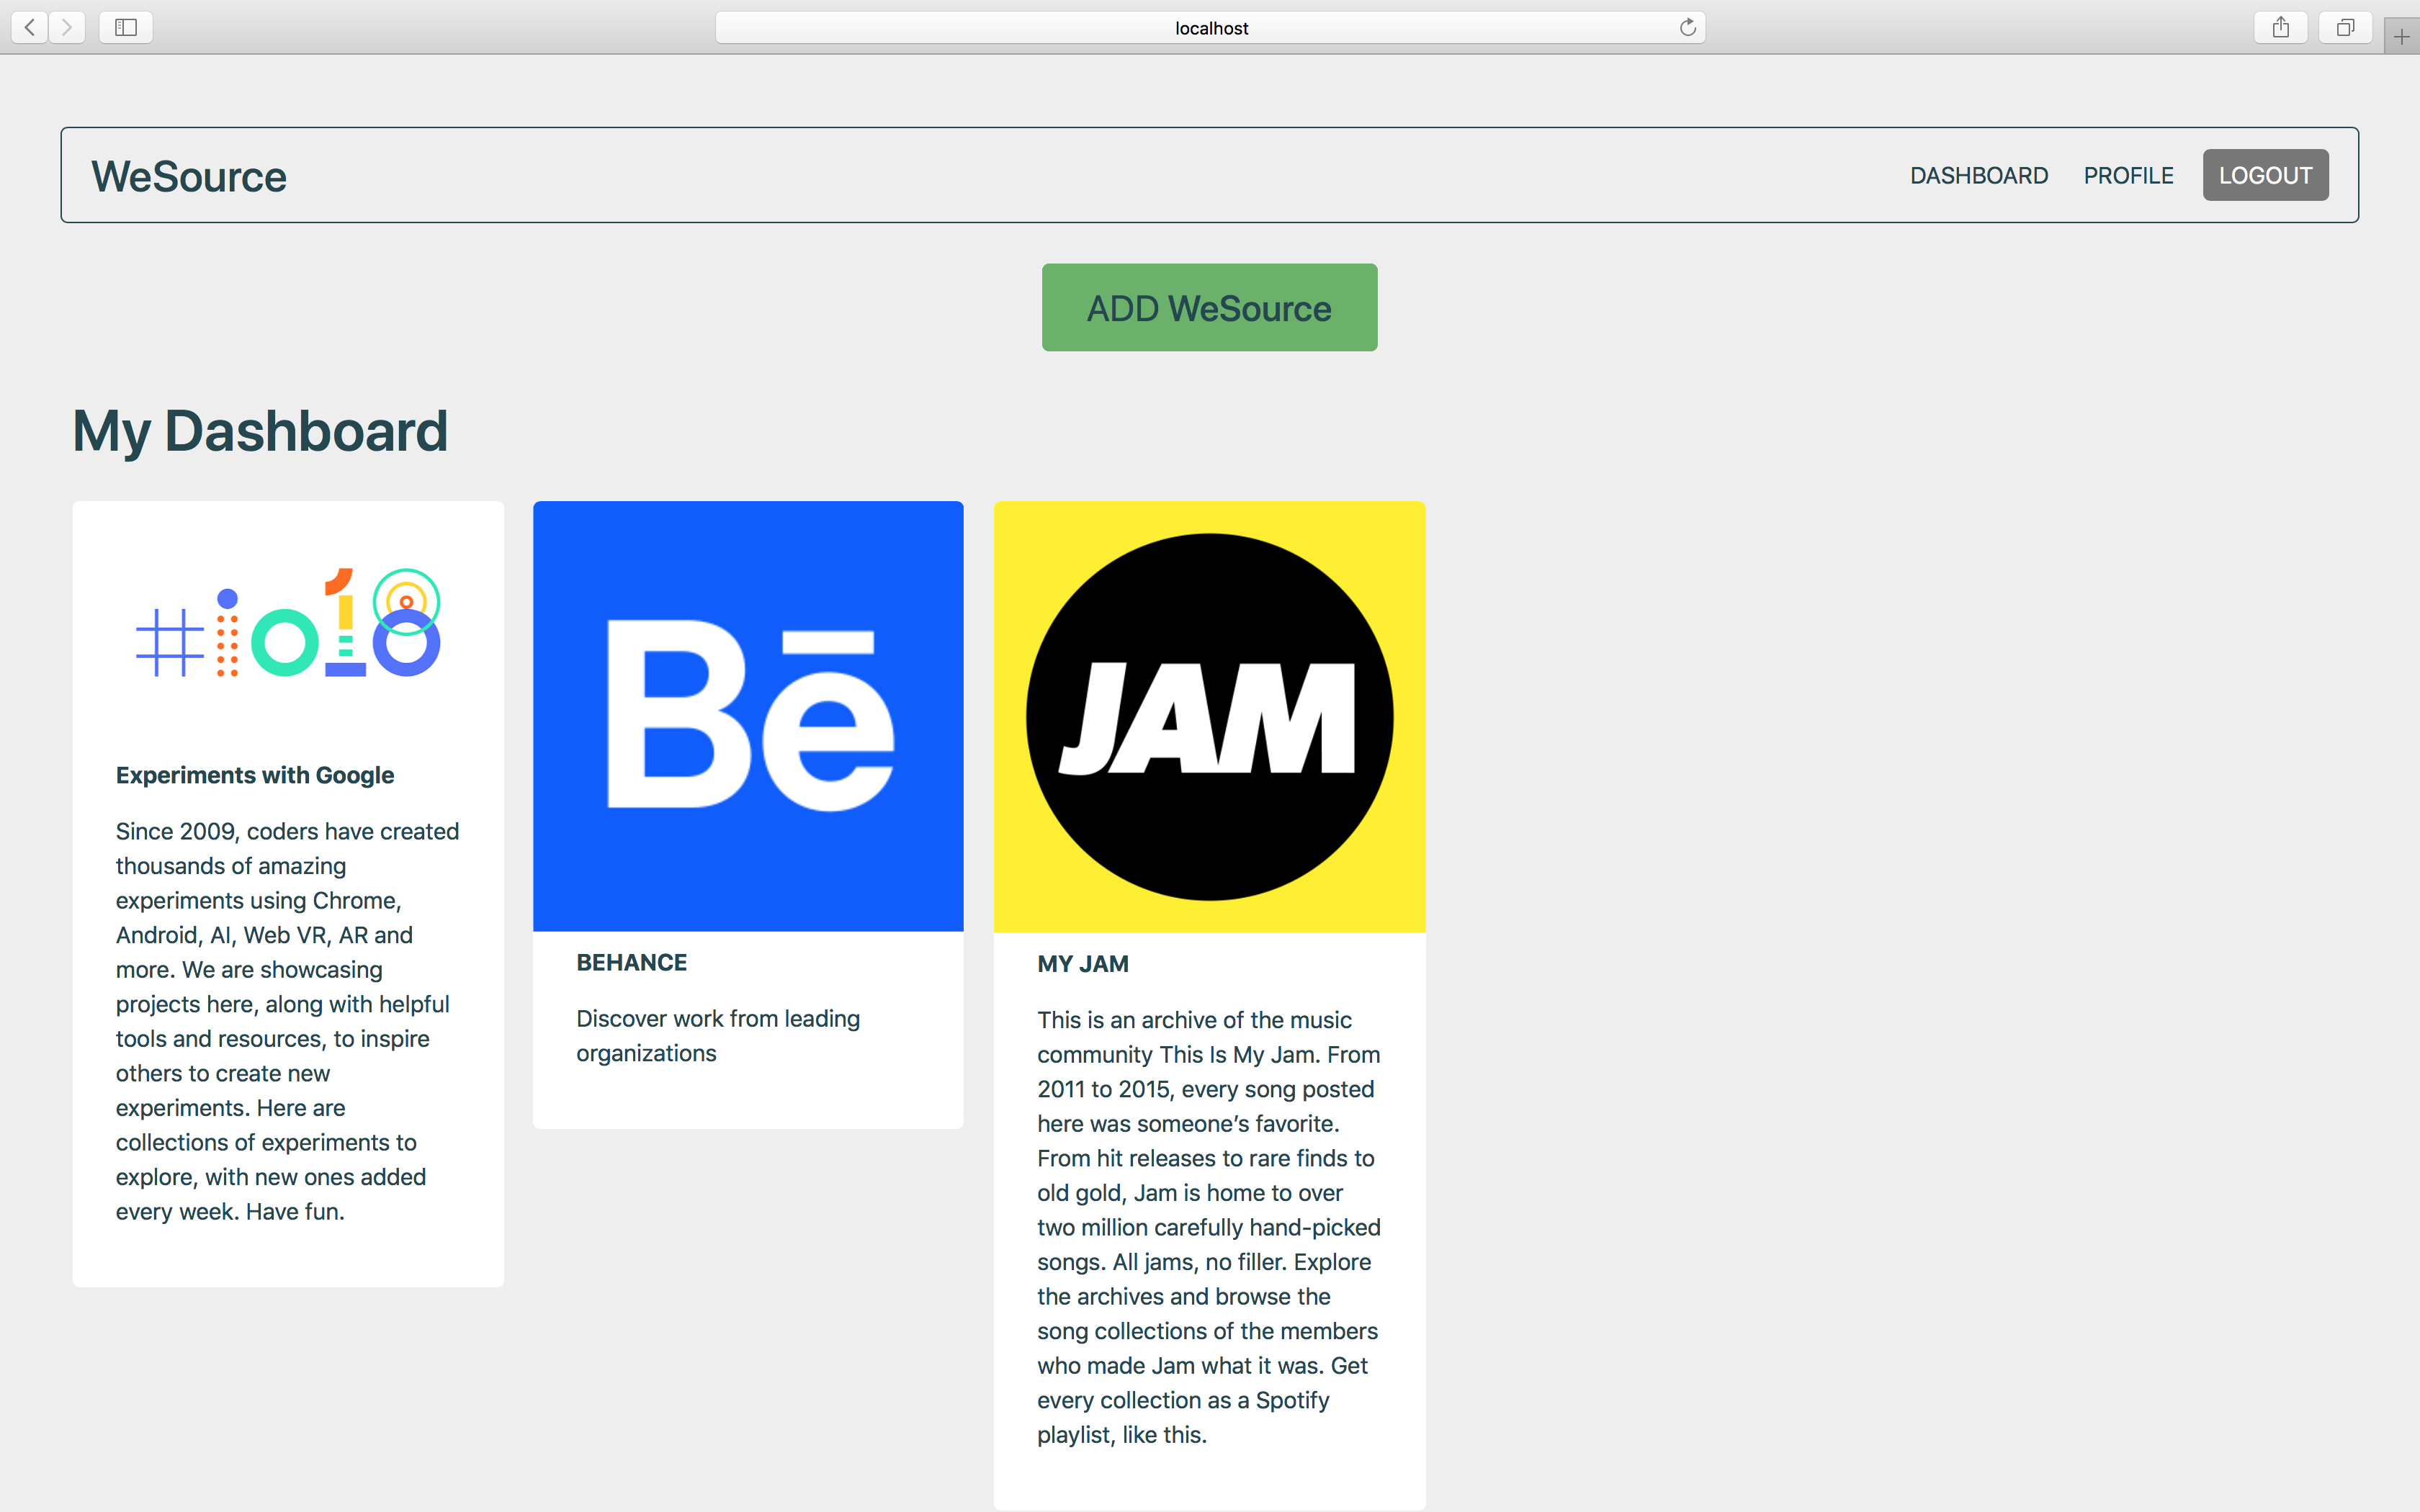 localhost
WeSource
DASHBOARD PROFILE LOGOUT
ADD WeSource
My Dashboard
#io18
Experiments with Google
Since 2009, coders have created
thousands of amazing
experiments using Chrome,
Android, AI, Web VR, AR and
more. We are showcasing
projects here, along with helpful
tools and resources, to inspire
others to create new
experiments. Here are
collections of experiments to
explore, with new ones added
every week. Have fun.
Bē
BEHANCE
Discover work from leading
organizations
JAM
MY JAM
This is an archive of the music
community This Is My Jam. From
2011 to 2015, every song posted
here was someone’s favorite.
From hit releases to rare finds to
old gold, Jam is home to over
two million carefully hand-picked
songs. All jams, no filler. Explore
the archives and browse the
song collections of the members
who made Jam what it was. Get
every collection as a Spotify
playlist, like this.